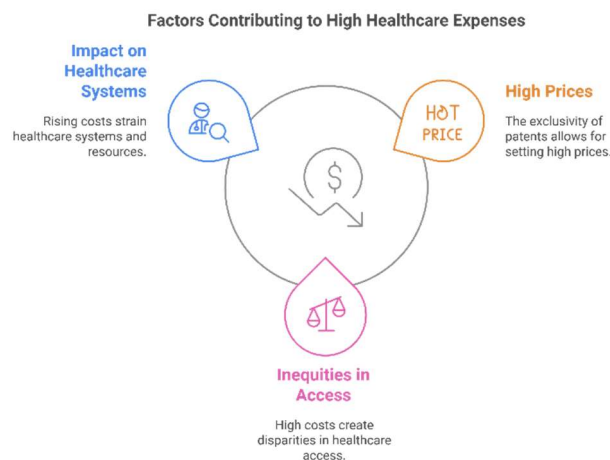 Factors Contributing to High Healthcare Expenses
Impact on
Healthcare
Systems
Rising costs strain
healthcare systems and
resources.
HOT
PRICE
High Prices
The exclusivity of
patents allows for
setting high prices.
$
Inequities in
Access
High costs create
disparities in healthcare
access.